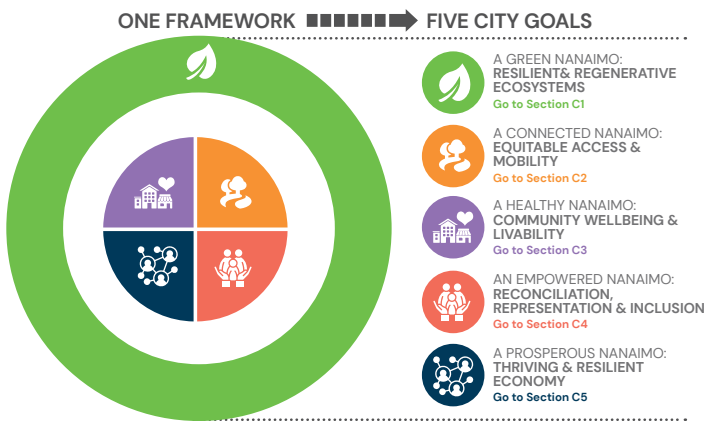 ONE FRAMEWORK
FIVE CITY GOALS
A GREEN NANAIMO:
RESILIENT& REGENERATIVE
ECOSYSTEMS
Go to Section C1
A CONNECTED NANAIMO:
EQUITABLE ACCESS &
MOBILITY
Go to Section C2
A HEALTHY NANAIMO:
COMMUNITY WELLBEING &
LIVABILITY
Go to Section C3
AN EMPOWERED NANAIMO:
RECONCILIATION,
REPRESENTATION & INCLUSION
Go to Section C4
A PROSPEROUS NANAIMO:
THRIVING & RESILIENT
ECONOMY
Go to Section C5